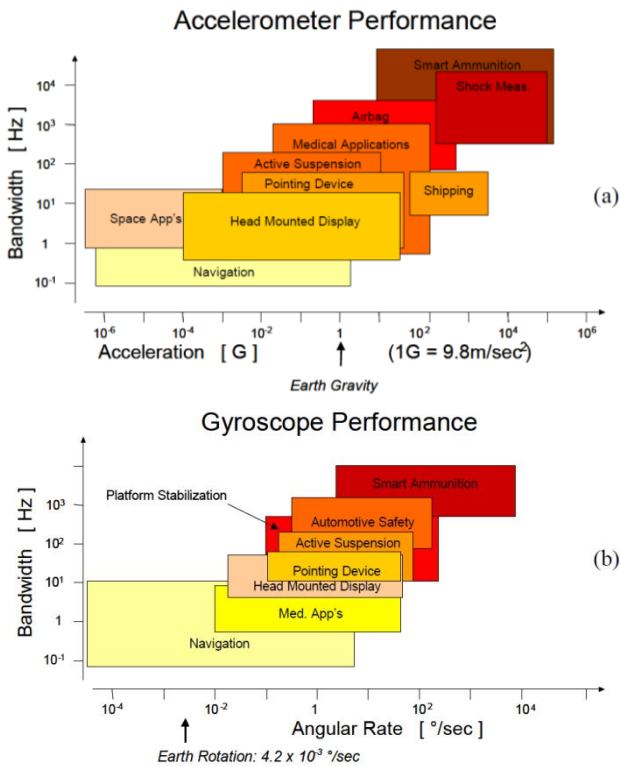 Accelerometer Performance
Bandwidth [ Hz ]
10⁴
10³
10²
10¹
1
10⁻¹
Smart Ammunition
Shock Meas.
Airbag
Medical Applications
Active Suspension
Pointing Device
Shipping
Space App's
Head Mounted Display
Navigation
(a)
10⁻⁶ 10⁻⁴ 10⁻² 1 10² 10⁴ 10⁶
Acceleration [ G ] (1G = 9.8m/sec²)
Earth Gravity
Gyroscope Performance
Bandwidth [ Hz ]
10³
10²
10¹
1
10⁻¹
Smart Ammunition
Platform Stabilization
Automotive Safety
Active Suspension
Pointing Device
Head Mounted Display
Med. App's
Navigation
(b)
10⁻⁴ 10⁻² 1 10² 10⁴
Angular Rate [ °/sec ]
Earth Rotation: 4.2 x 10⁻³ °/sec